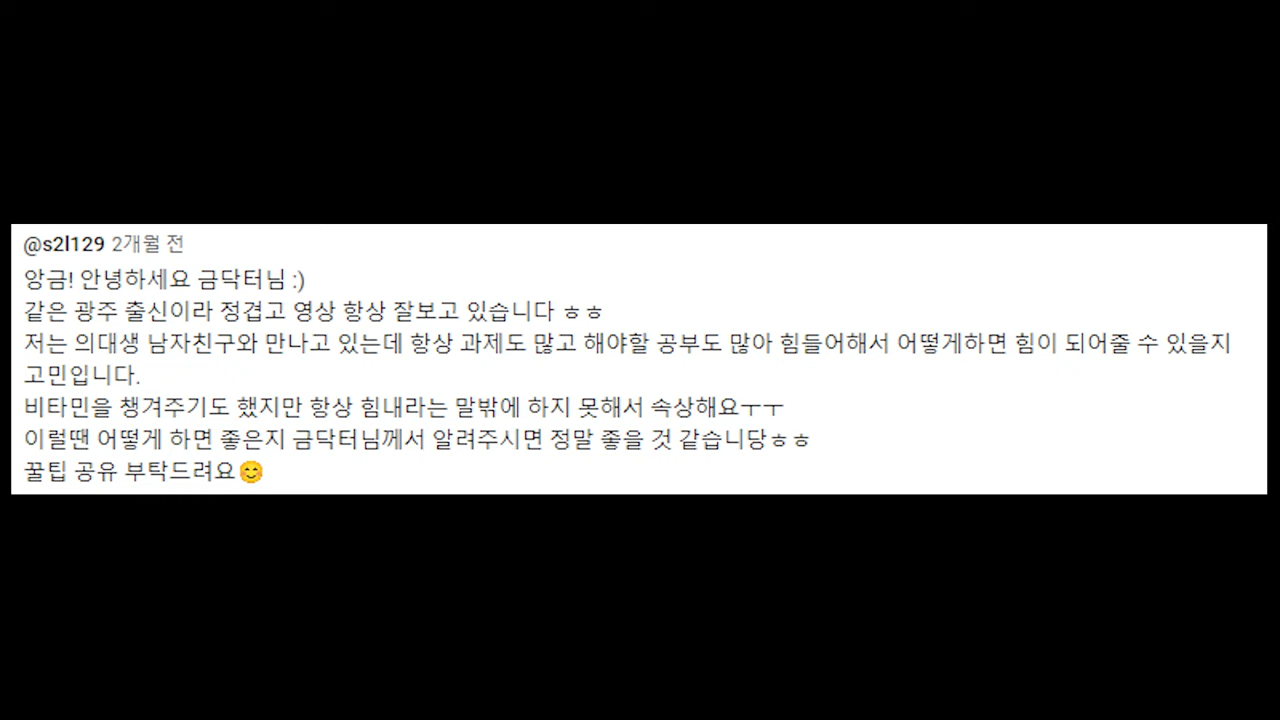 @s2l129 2개월 전
앙금! 안녕하세요 금닥터님 :)
같은 광주 출신이라 정겹고 영상 항상 잘보고 있습니다 ㅎㅎ
저는 의대생 남자친구와 만나고 있는데 항상 과제도 많고 해야할 공부도 많아 힘들어해서 어떻게하면 힘이 되어줄 수 있을지
고민입니다.
비타민을 챙겨주기도 했지만 항상 힘내라는 말밖에 하지 못해서 속상해요ㅜㅜ
이럴땐 어떻게 하면 좋은지 금닥터님께서 알려주시면 정말 좋을 것 같습니당ㅎㅎ
꿀팁 공유 부탁드려요😊